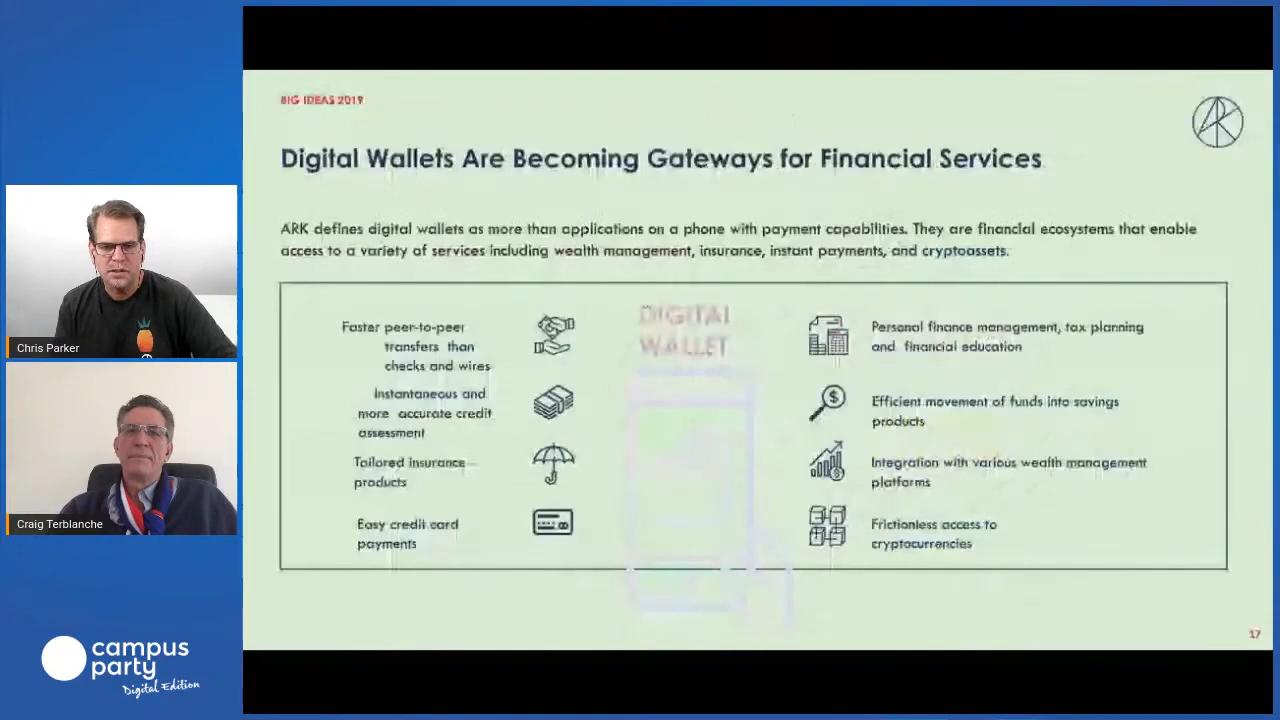 BIG IDEAS 2019
Digital Wallets Are Becoming Gateways for Financial Services
ARK defines digital wallets as more than applications on a phone with payment capabilities. They are financial ecosystems that enable
access to a variety of services including wealth management, insurance, instant payments, and cryptoassets.
Faster peer-to-peer
transfers than
checks and wires
Instantaneous and
more accurate credit
assessment
Tailored insurance
products
Easy credit card
payments
DIGITAL
WALLET
Personal finance management, tax planning
and financial education
Efficient movement of funds into savings
products
Integration with various wealth management
platforms
Frictionless access to
cryptocurrencies
17
Chris Parker
Craig Terblanche
campus
party
Digital Edition